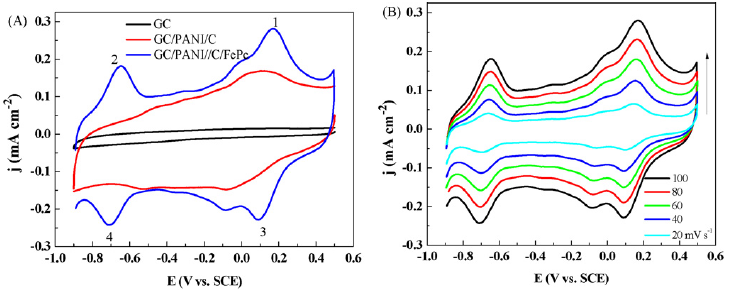 (A)
GC
GC/PANI/C
GC/PANI//C/FePc
1
2
3
4
j (mA cm-2)
0.3
0.2
0.1
0.0
-0.1
-0.2
-0.3
-1.0 -0.8 -0.6 -0.4 -0.2 0.0 0.2 0.4 0.6
E (V vs. SCE)
(B)
100
80
60
40
20 mV s-1
j (mA cm-2)
0.3
0.2
0.1
0.0
-0.1
-0.2
-0.3
-1.0 -0.8 -0.6 -0.4 -0.2 0.0 0.2 0.4 0.6
E (V vs. SCE)